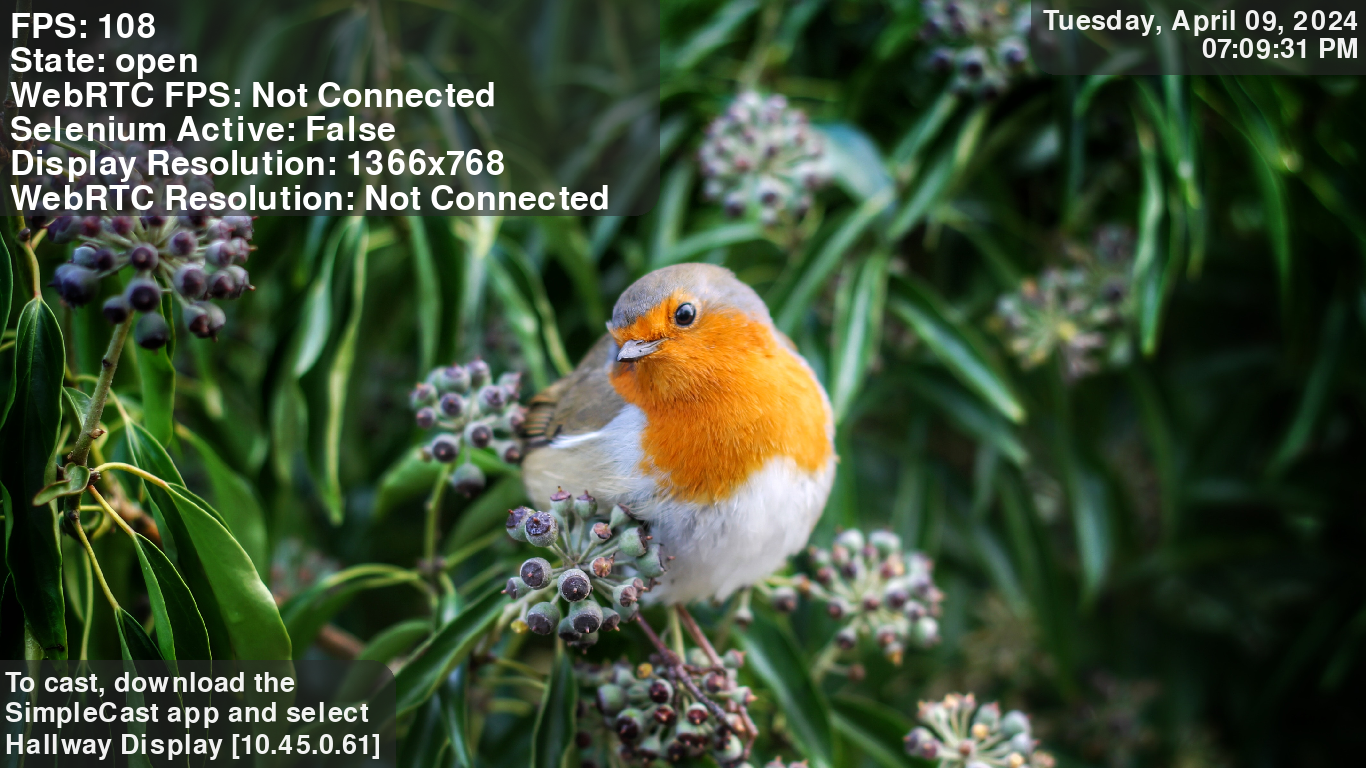 FPS: 108
State: open
WebRTC FPS: Not Connected
Selenium Active: False
Display Resolution: 1366x768
WebRTC Resolution: Not Connected
Tuesday, April 09, 2024
07:09:31 PM
To cast, download the
SimpleCast app and select
Hallway Display [10.45.0.61]